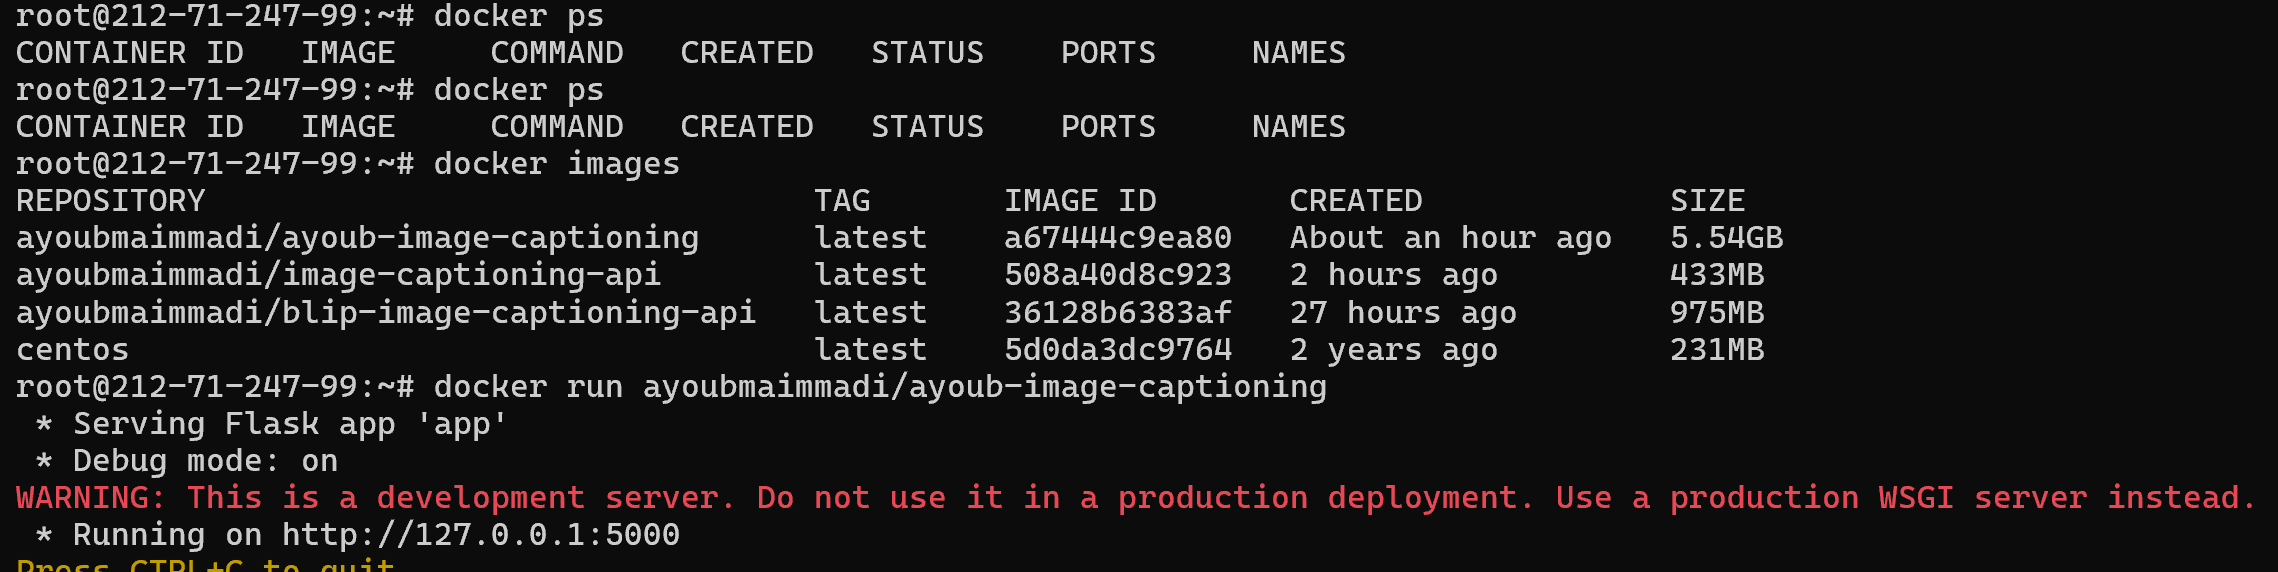 root@212-71-247-99:~# docker ps
CONTAINER ID   IMAGE     COMMAND   CREATED   STATUS    PORTS     NAMES
root@212-71-247-99:~# docker ps
CONTAINER ID   IMAGE     COMMAND   CREATED   STATUS    PORTS     NAMES
root@212-71-247-99:~# docker images
REPOSITORY                                TAG       IMAGE ID       CREATED             SIZE
ayoubmaimmadi/ayoub-image-captioning      latest    a67444c9ea80   About an hour ago   5.54GB
ayoubmaimmadi/image-captioning-api        latest    508a40d8c923   2 hours ago         433MB
ayoubmaimmadi/blip-image-captioning-api   latest    36128b6383af   27 hours ago        975MB
centos                                    latest    5d0da3dc9764   2 years ago         231MB
root@212-71-247-99:~# docker run ayoubmaimmadi/ayoub-image-captioning
 * Serving Flask app 'app'
 * Debug mode: on
WARNING: This is a development server. Do not use it in a production deployment. Use a production WSGI server instead.
 * Running on http://127.0.0.1:5000
Press CTRL+C to quit